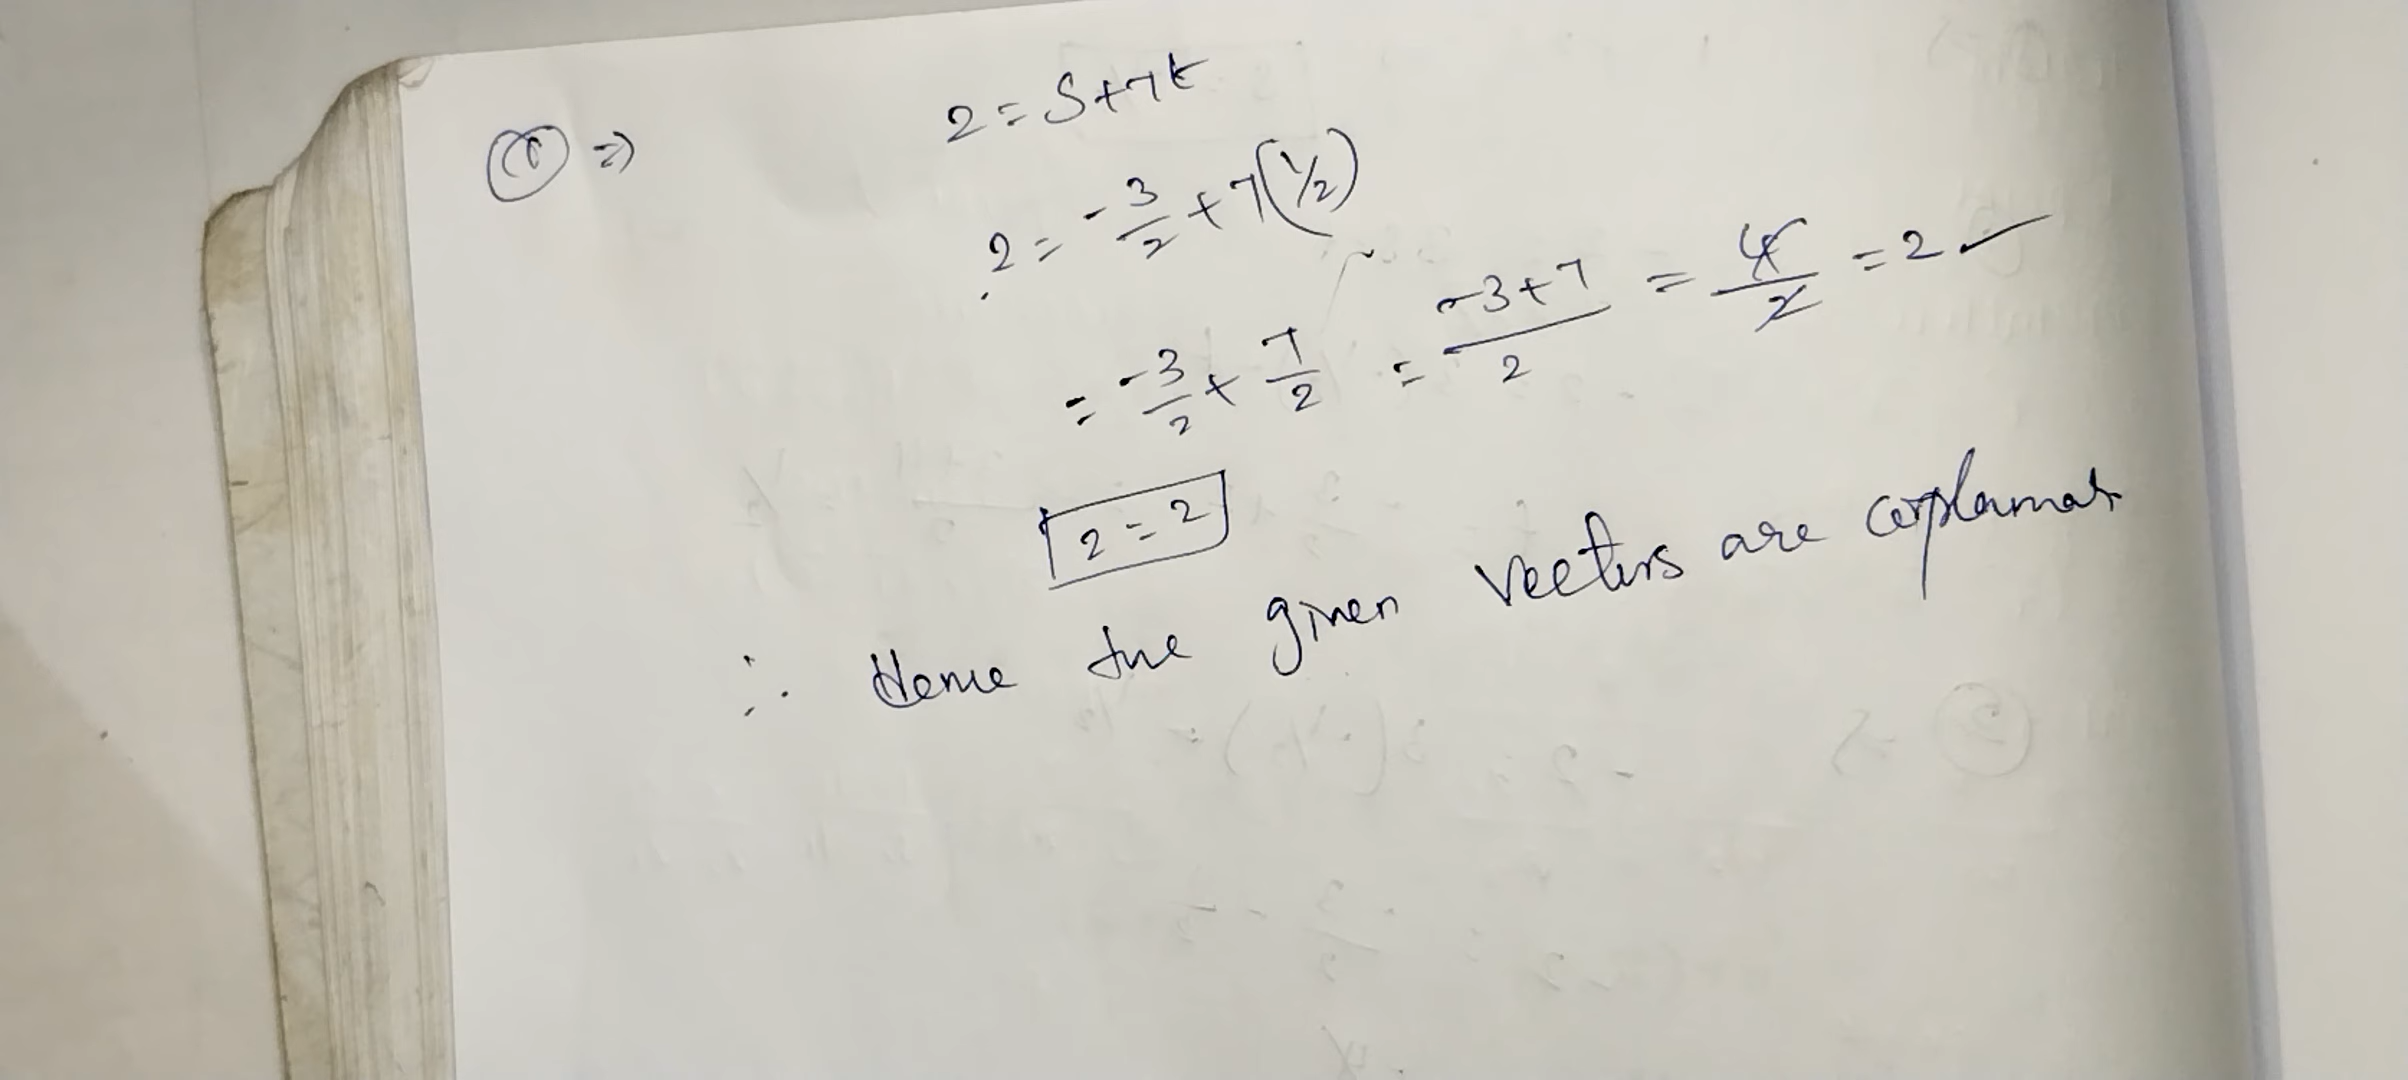 ① ⇒ 2 = S+7t
2 = -3/2 + 7(1/2)
= -3/2 + 7/2 = -3+7/2 = 4/2 = 2
2 = 2
∴ Hence the given vectors are coplanar